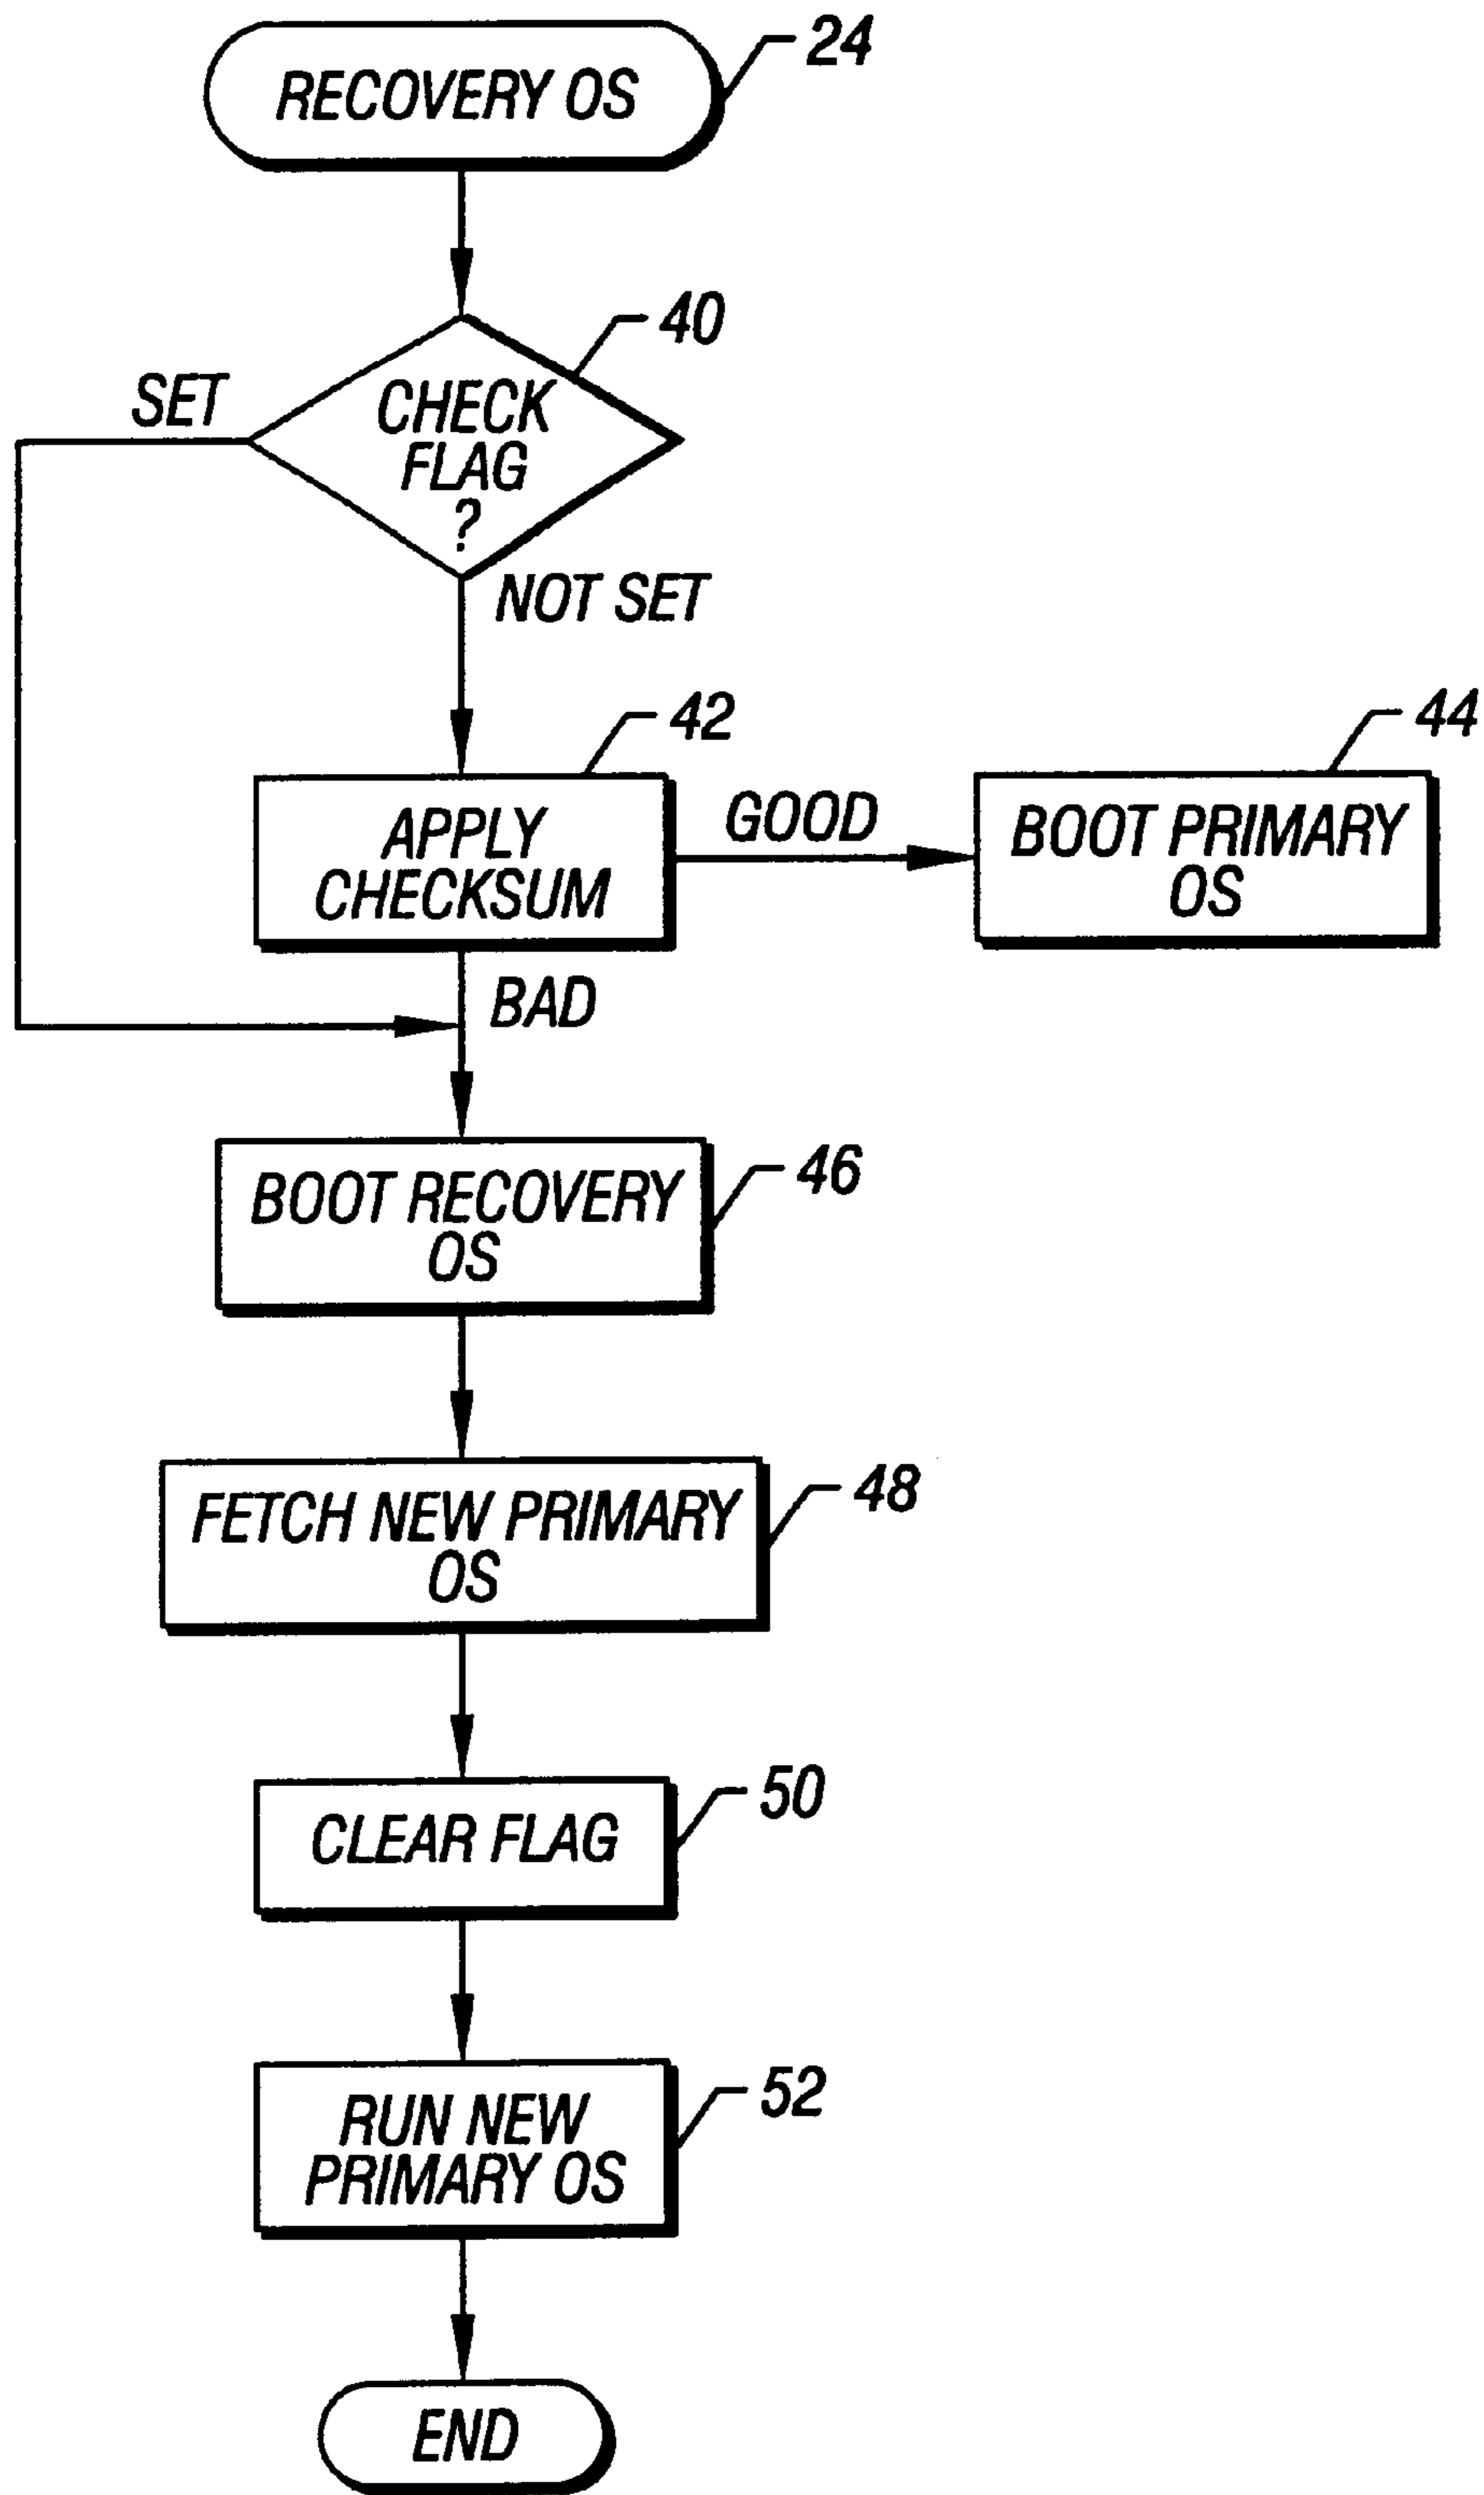 RECOVERY OS
24
40
SET
CHECK
FLAG
?
NOT SET
42
44
APPLY
CHECKSUM
GOOD
BOOT PRIMARY
OS
BAD
46
BOOT RECOVERY
OS
48
FETCH NEW PRIMARY
OS
50
CLEAR FLAG
52
RUN NEW
PRIMARY OS
END